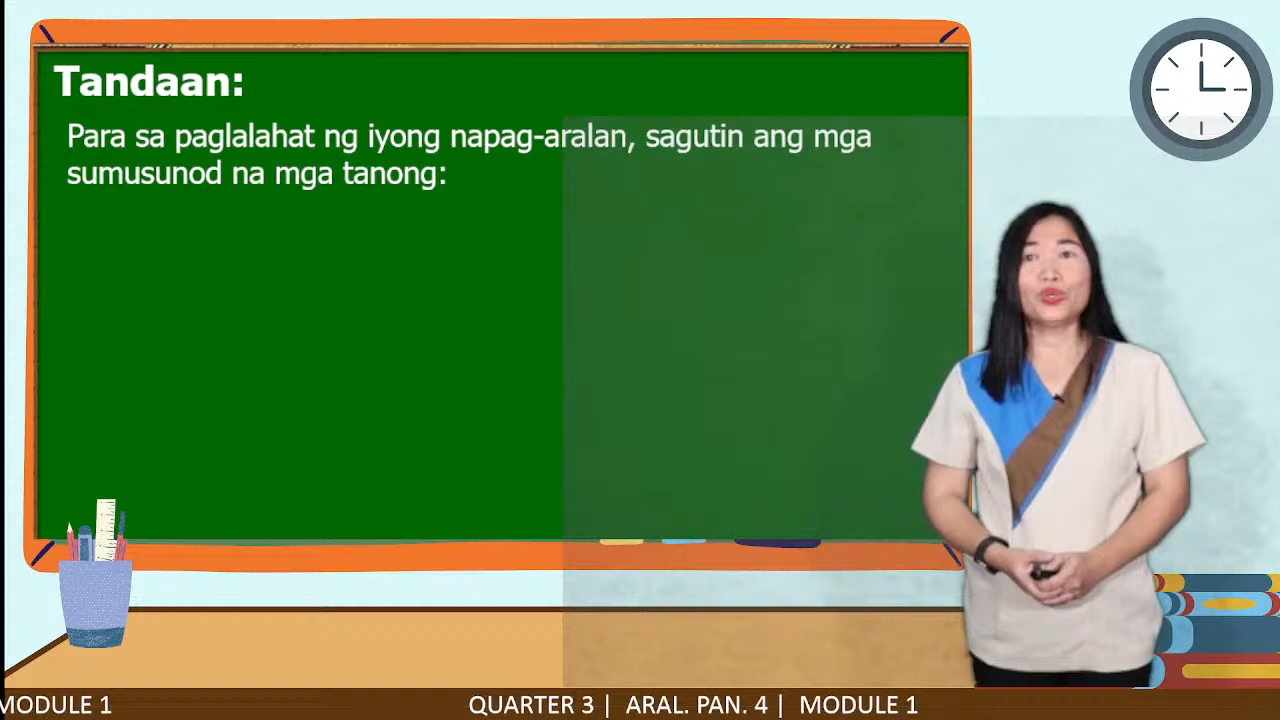 Tandaan:
Para sa paglalahat ng iyong napag-aralan, sagutin ang mga
sumusunod na mga tanong:
MODULE 1
QUARTER 3 | ARAL. PAN. 4 | MODULE 1